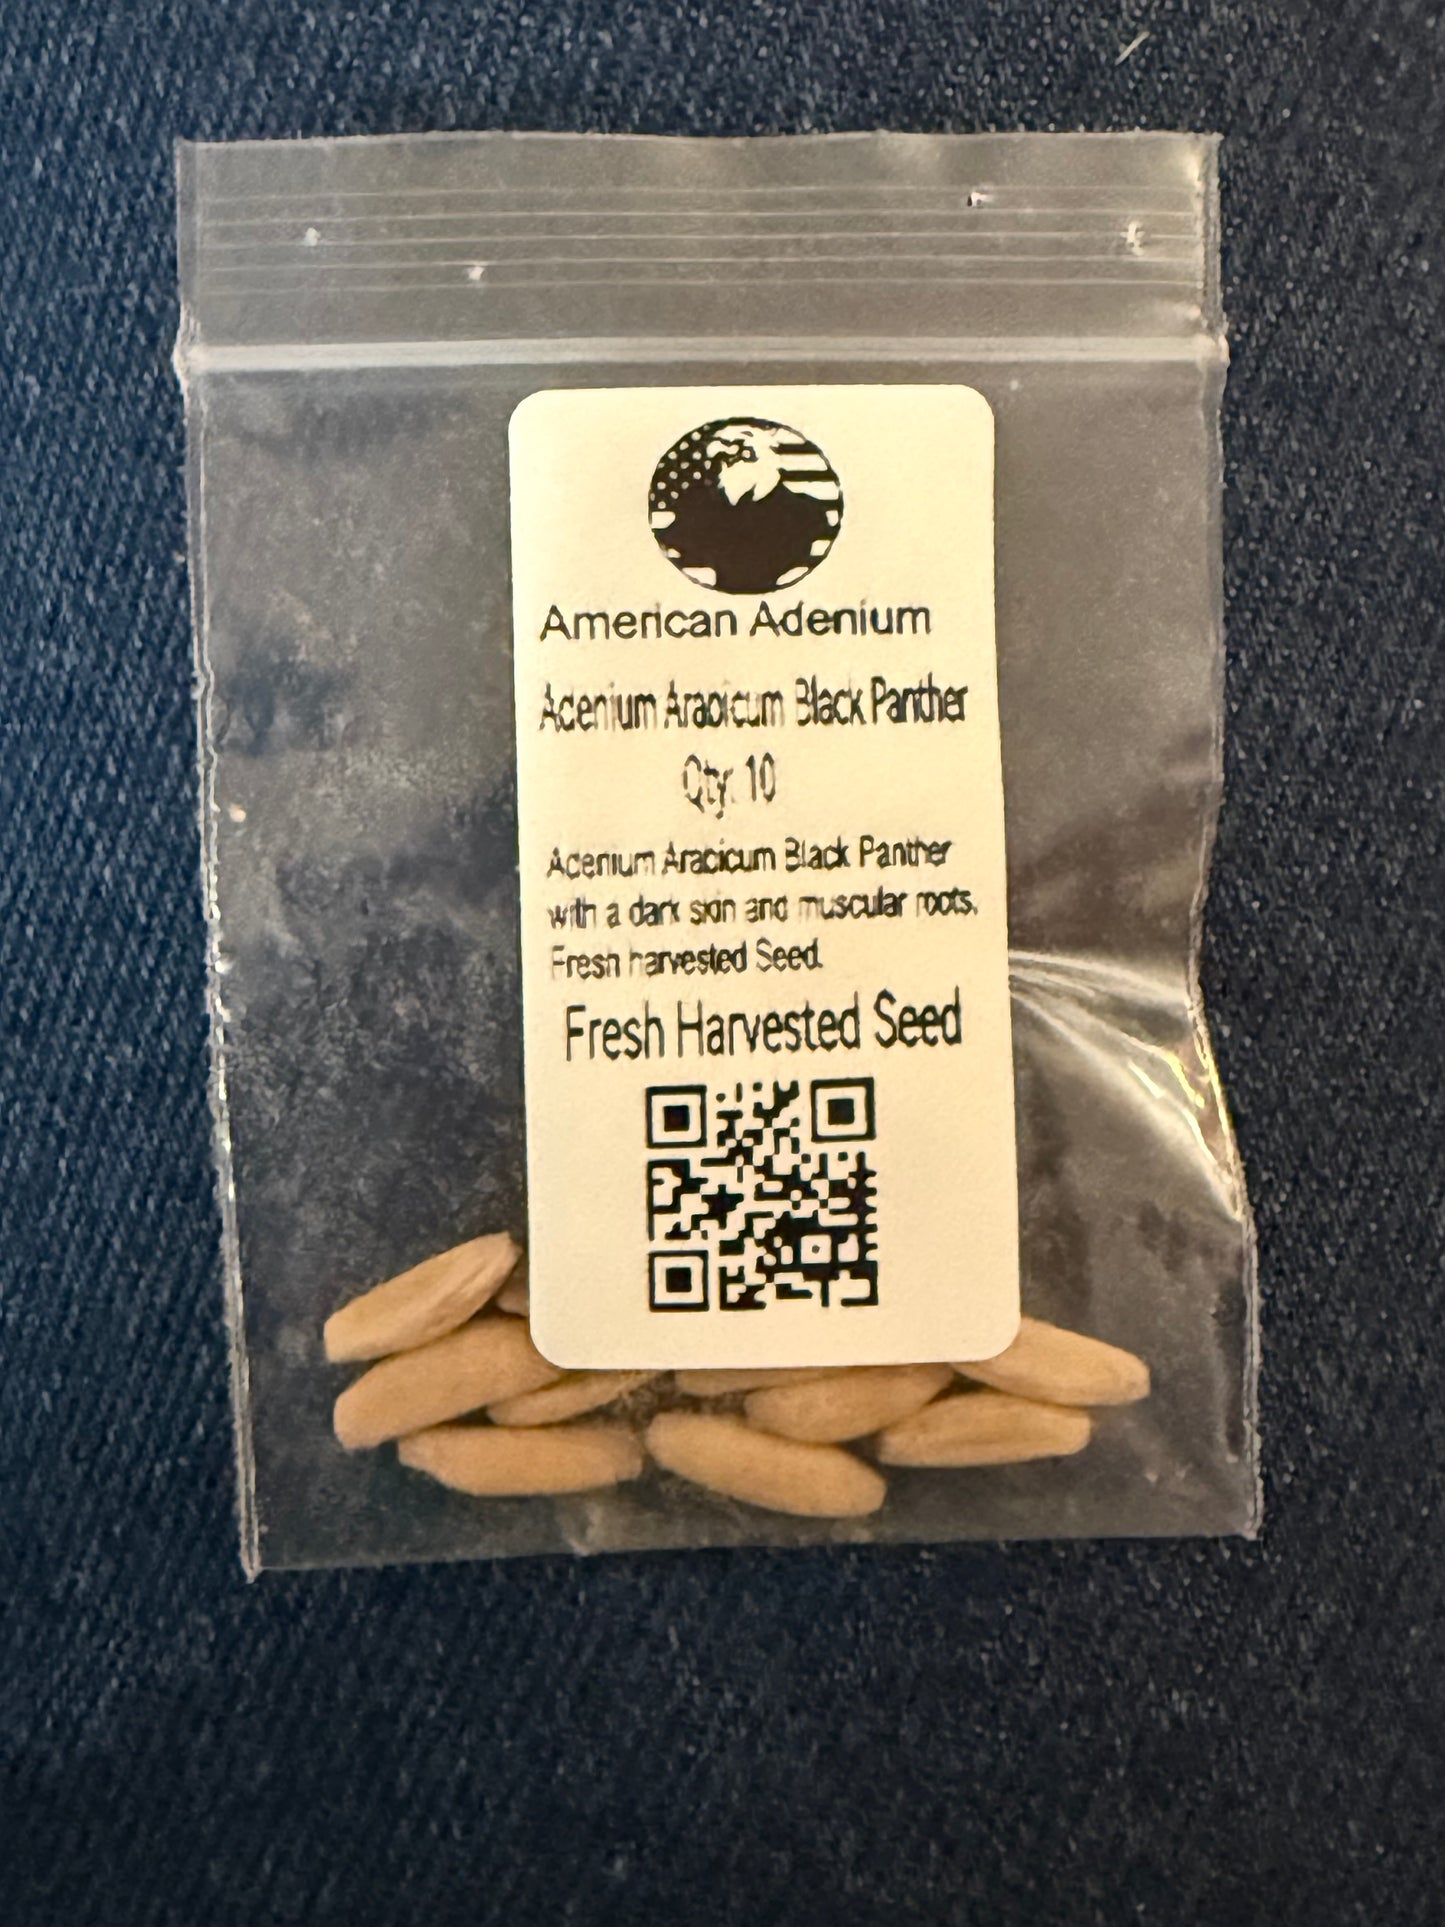 American Adenium
Adenium Arabicum Black Panther
Qty: 10
Adenium Arabicum Black Panther
with a dark skin and muscular roots.
Fresh harvested Seed.
Fresh Harvested Seed